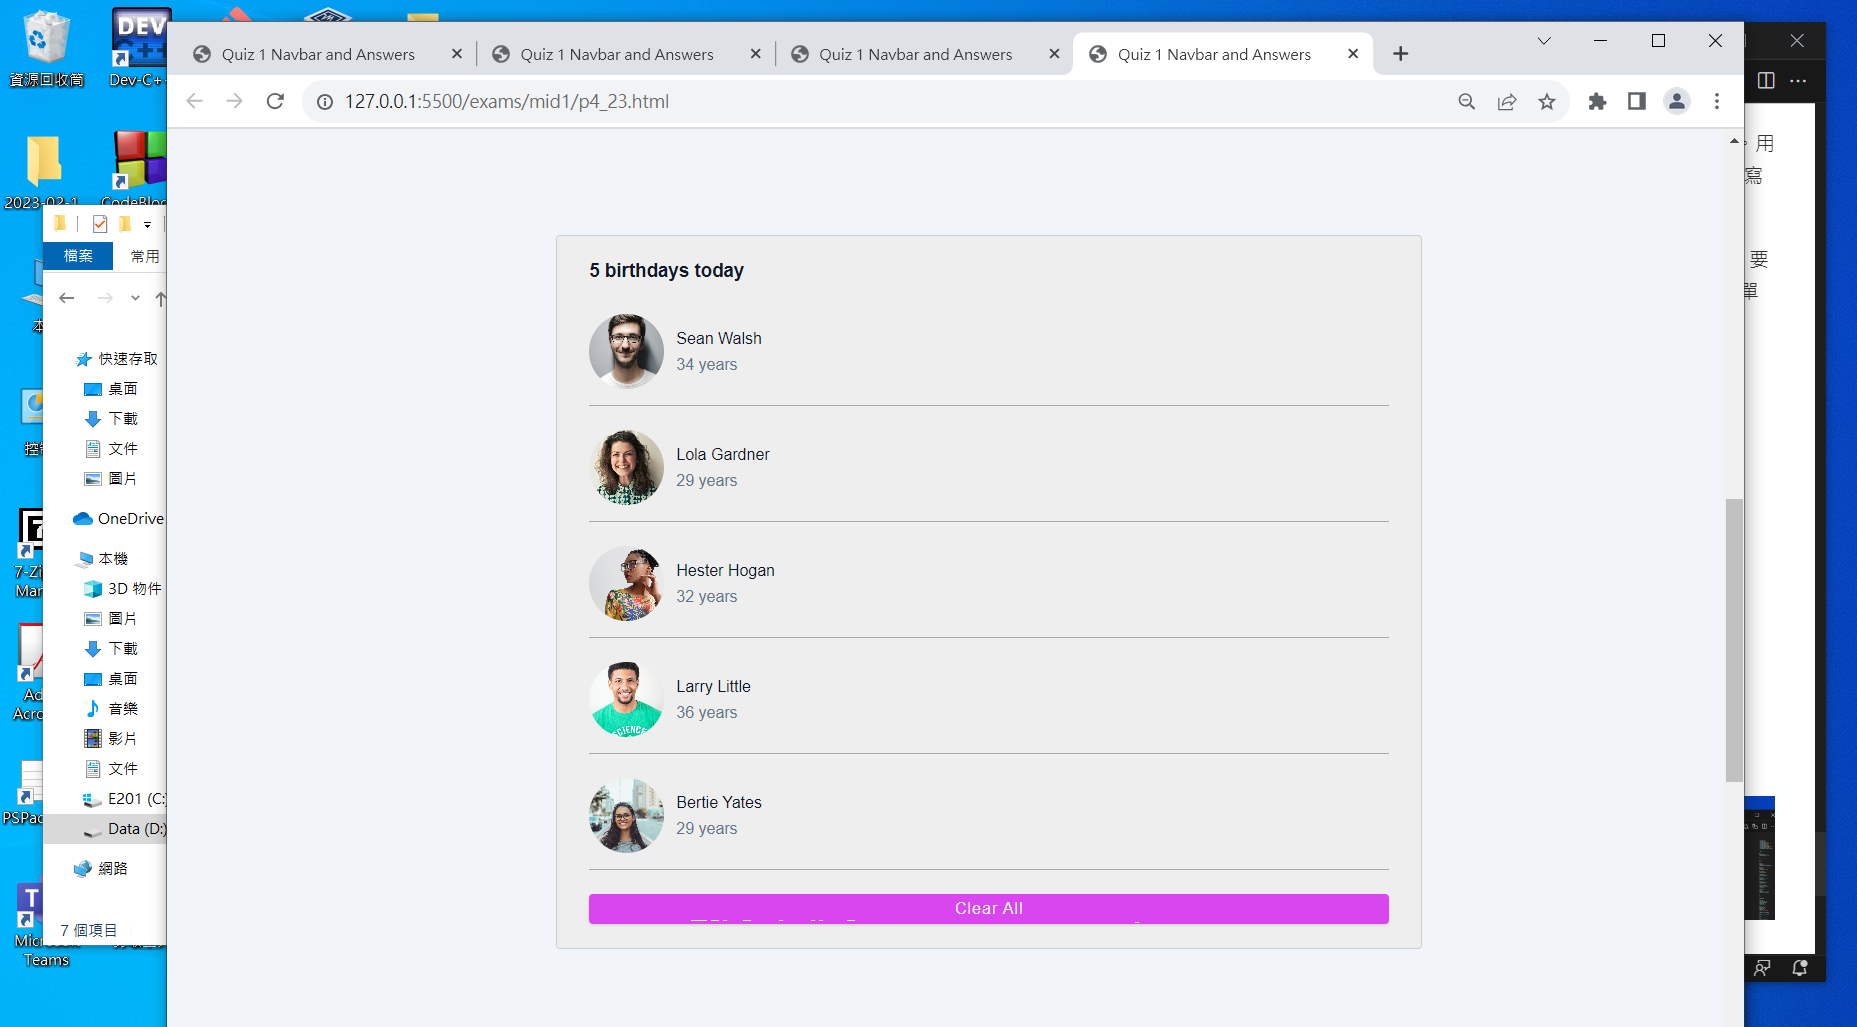 資源回收筒
DEV
C++
Dev-C+
2023-02-1
CodeBloc
檔案
常用
快速存取
桌面
下載
文件
圖片
OneDrive
本機
3D 物件
圖片
下載
桌面
音樂
影片
文件
E201 (C:)
Data (D:)
網路
7 個項目
7-Zi
Man
Ad
Acro
PSPad
Teams
Quiz 1 Navbar and Answers
Quiz 1 Navbar and Answers
Quiz 1 Navbar and Answers
Quiz 1 Navbar and Answers
127.0.0.1:5500/exams/mid1/p4_23.html
5 birthdays today
Sean Walsh
34 years
Lola Gardner
29 years
Hester Hogan
32 years
Larry Little
36 years
Bertie Yates
29 years
Clear All
。用
寫
要
單